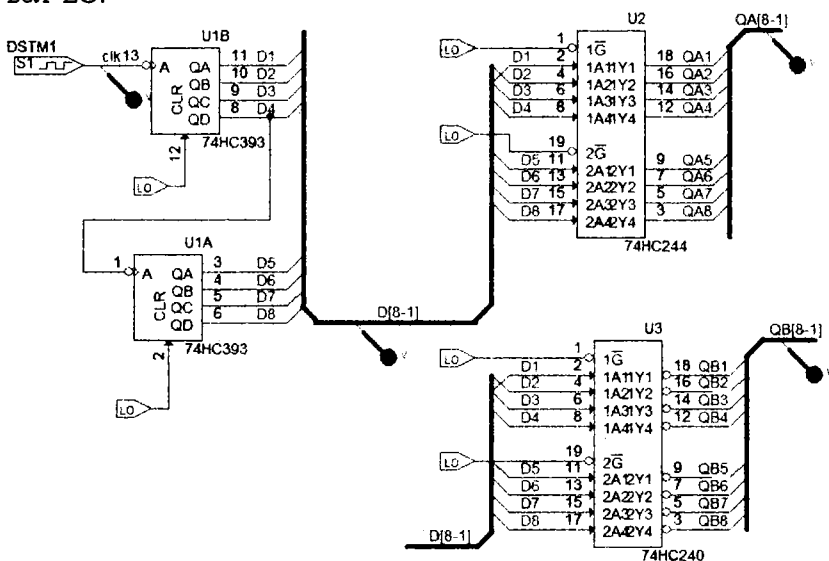 DSTM1
S1
clk 13
U1B
A
QA 11 D1
QB 10 D2
QC 9 D3
QD 8 D4
CLR
12
LO
74HC393
U1A
1
A
QA 3 D5
QB 4 D6
QC 5 D7
QD 6 D8
CLR
2
LO
74HC393
D[8-1]
U2
LO
1 1G
D1 2 1A1 1Y1 18 QA1
D2 4 1A2 1Y2 16 QA2
D3 6 1A3 1Y3 14 QA3
D4 8 1A4 1Y4 12 QA4
LO
19 2G
D5 11 2A1 2Y1 9 QA5
D6 13 2A2 2Y2 7 QA6
D7 15 2A3 2Y3 5 QA7
D8 17 2A4 2Y4 3 QA8
74HC244
QA[8-1]
U3
LO
1 1G
D1 2 1A1 1Y1 18 QB1
D2 4 1A2 1Y2 16 QB2
D3 6 1A3 1Y3 14 QB3
D4 8 1A4 1Y4 12 QB4
LO
19 2G
D5 11 2A1 2Y1 9 QB5
D6 13 2A2 2Y2 7 QB6
D7 15 2A3 2Y3 5 QB7
D8 17 2A4 2Y4 3 QB8
74HC240
QB[8-1]
D[8-1]